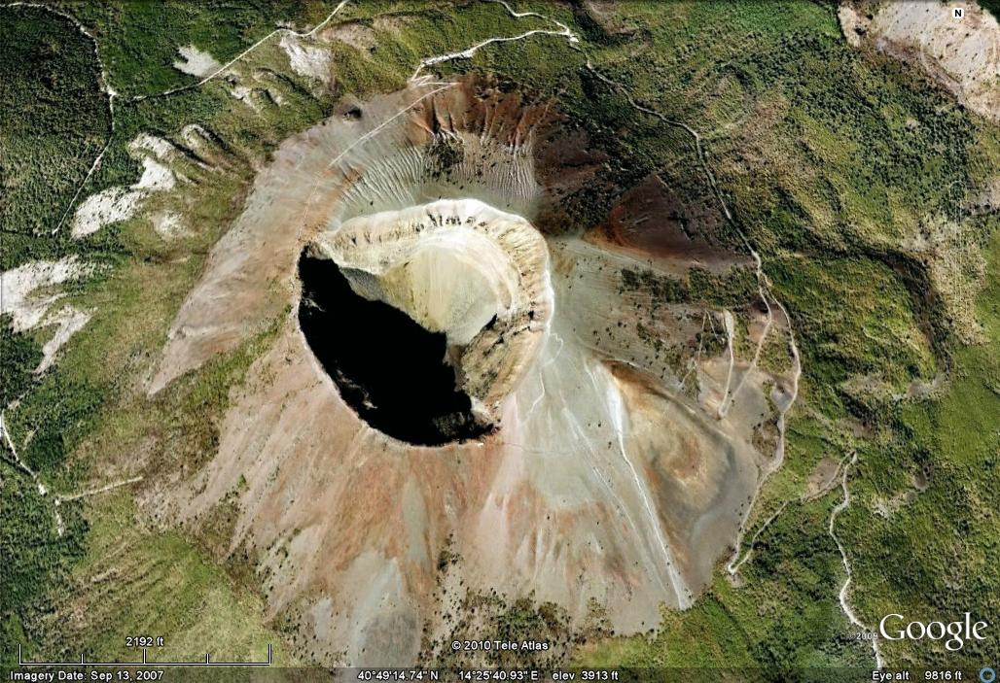 N
2192 ft
© 2010 Tele Atlas
©2009 Google
Imagery Date: Sep 13, 2007 40°49'14.74" N 14°25'40.93" E elev 3913 ft Eye alt 9816 ft